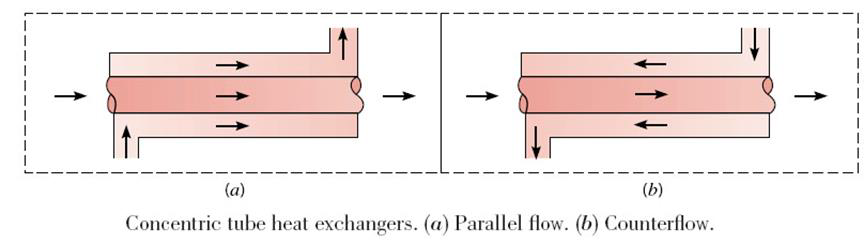 (a)
(b)
Concentric tube heat exchangers. (a) Parallel flow. (b) Counterflow.